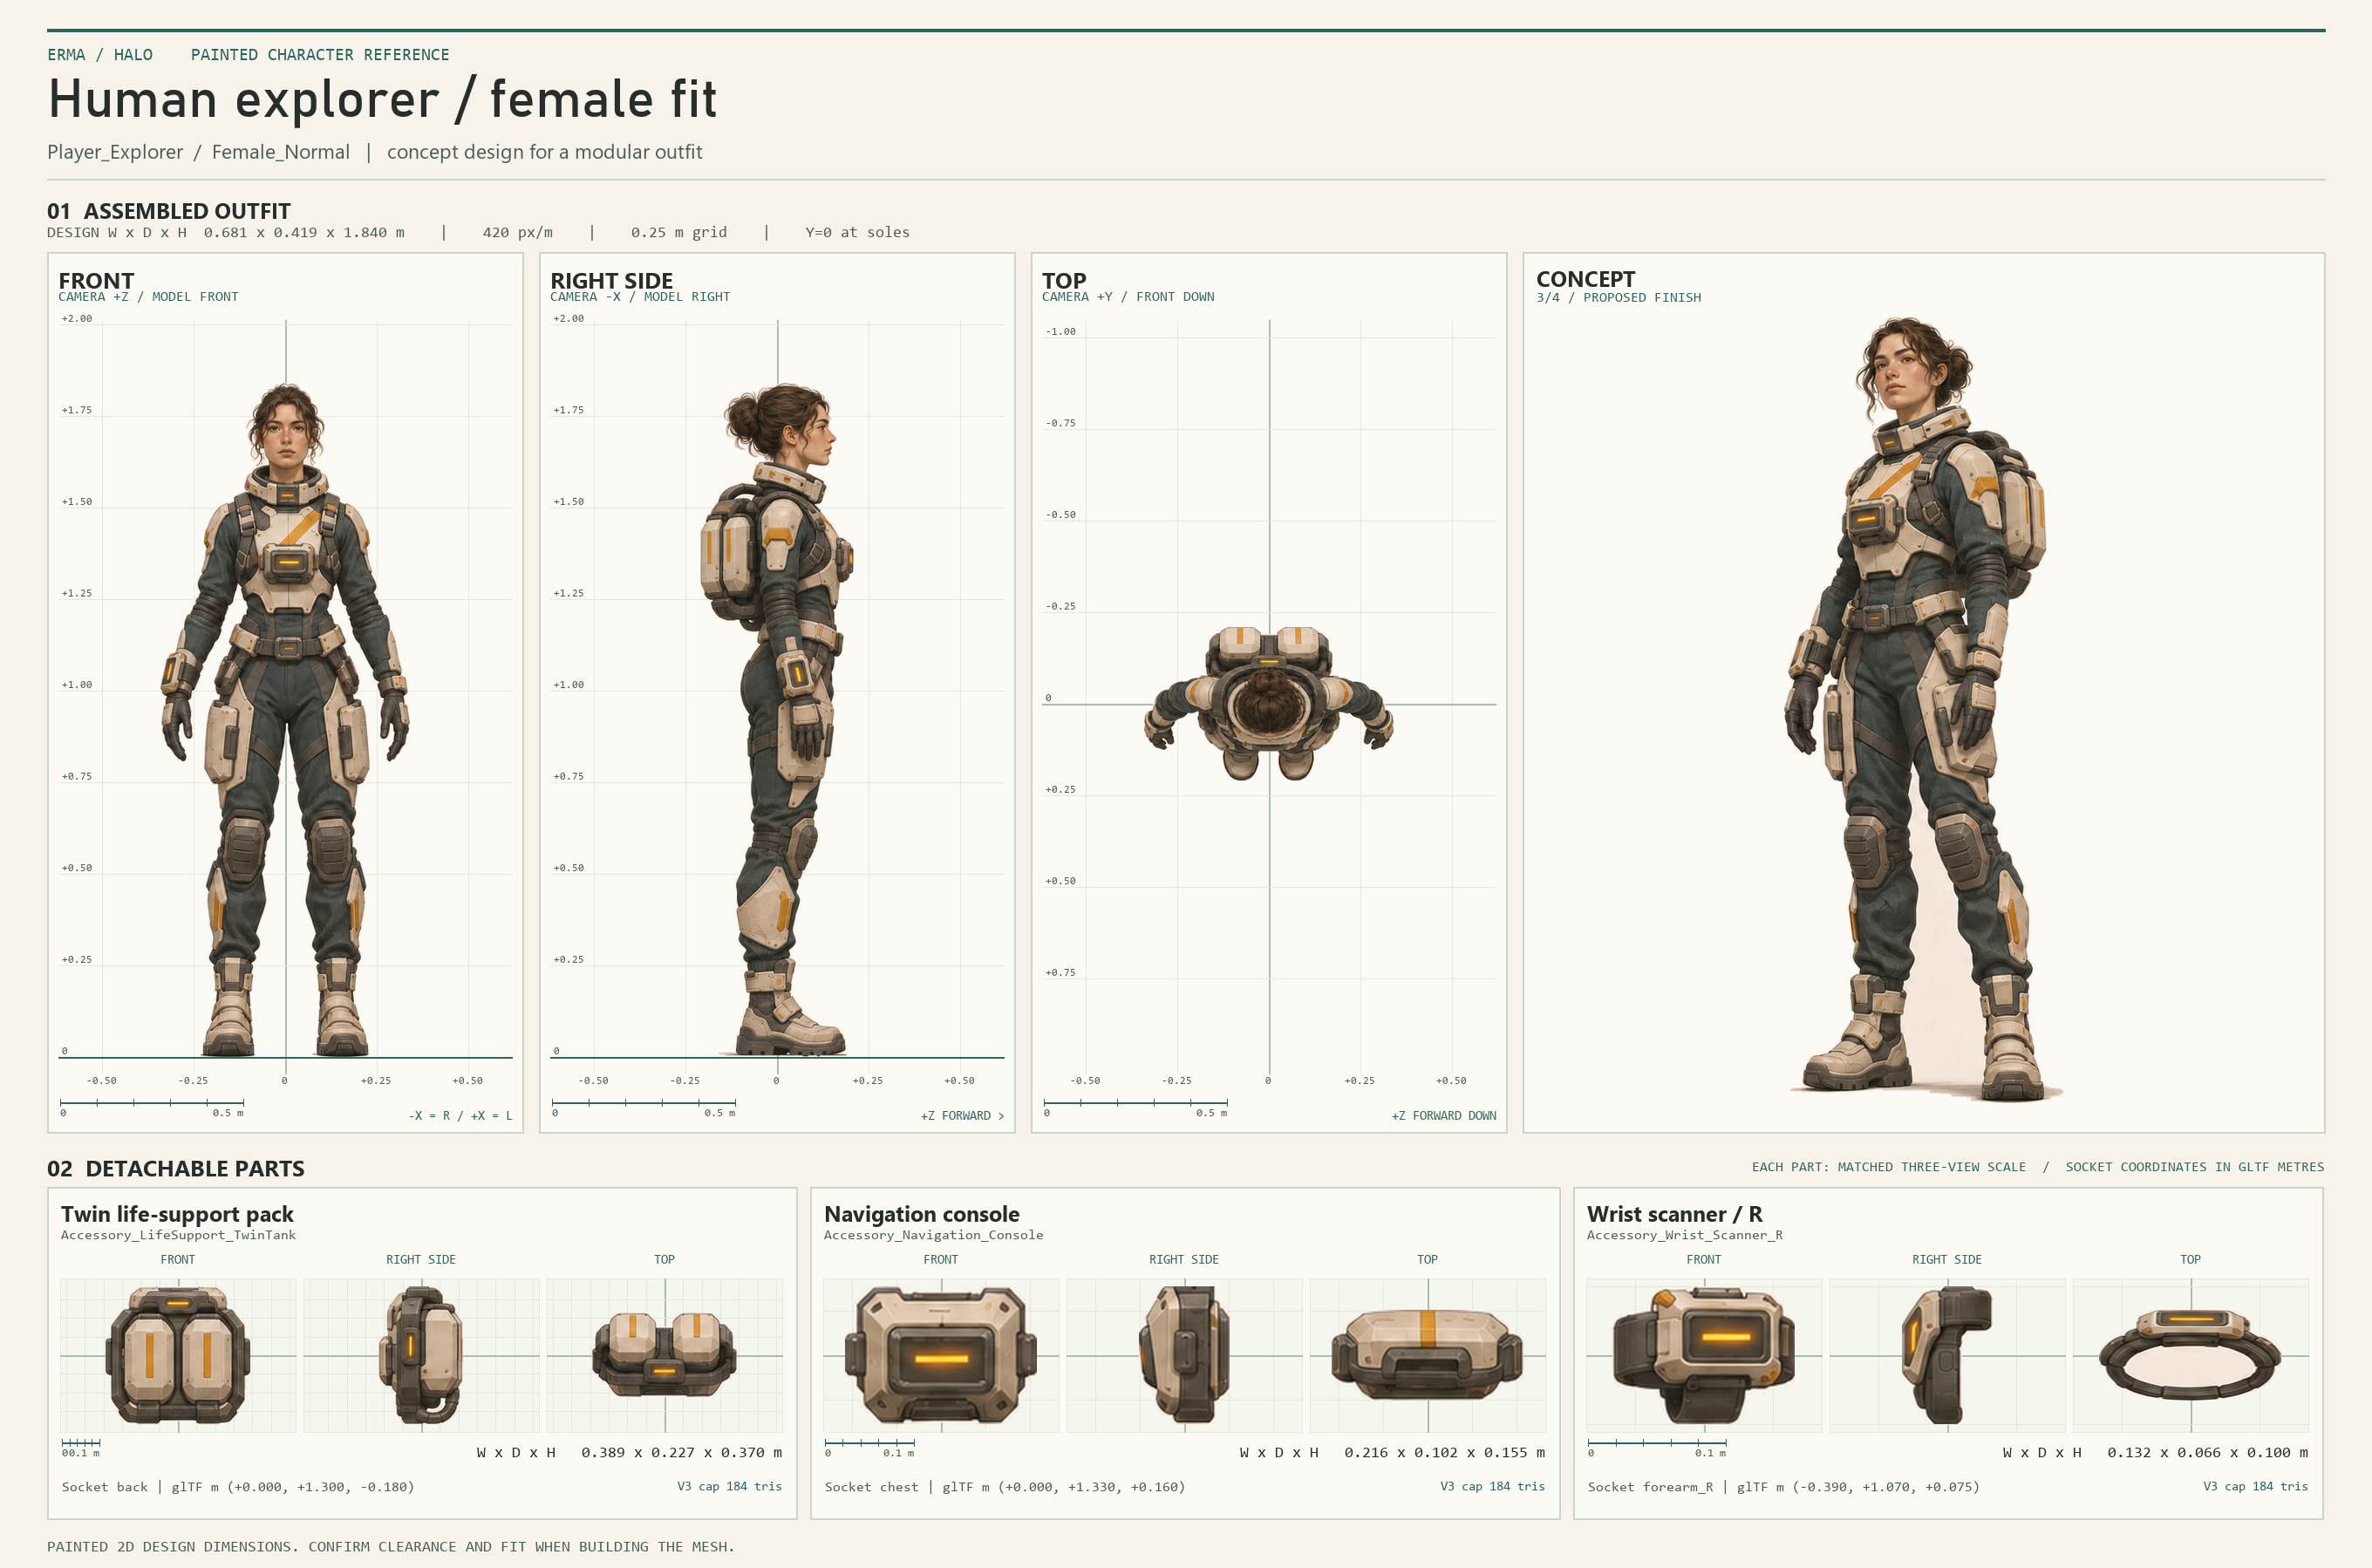 ERMA / HALO    PAINTED CHARACTER REFERENCE
Human explorer / female fit
Player_Explorer / Female_Normal | concept design for a modular outfit
01 ASSEMBLED OUTFIT
DESIGN W x D x H 0.681 x 0.419 x 1.840 m | 420 px/m | 0.25 m grid | Y=0 at soles
FRONT
CAMERA +Z / MODEL FRONT
+2.00
+1.75
+1.50
+1.25
+1.00
+0.75
+0.50
+0.25
0
-0.50 -0.25 0 +0.25 +0.50
0 0.5 m
-X = R / +X = L
RIGHT SIDE
CAMERA -X / MODEL RIGHT
+2.00
+1.75
+1.50
+1.25
+1.00
+0.75
+0.50
+0.25
0
-0.50 -0.25 0 +0.25 +0.50
0 0.5 m
+Z FORWARD >
TOP
CAMERA +Y / FRONT DOWN
-1.00
-0.75
-0.50
-0.25
0
+0.25
+0.50
+0.75
-0.50 -0.25 0 +0.25 +0.50
0 0.5 m
+Z FORWARD DOWN
CONCEPT
3/4 / PROPOSED FINISH
02 DETACHABLE PARTS
EACH PART: MATCHED THREE-VIEW SCALE / SOCKET COORDINATES IN GLTF METRES
Twin life-support pack
Accessory_LifeSupport_TwinTank
FRONT RIGHT SIDE TOP
00.1 m
W x D x H 0.389 x 0.227 x 0.370 m
Socket back | glTF m (+0.000, +1.300, -0.180)
V3 cap 184 tris
Navigation console
Accessory_Navigation_Console
FRONT RIGHT SIDE TOP
0 0.1 m
W x D x H 0.216 x 0.102 x 0.155 m
Socket chest | glTF m (+0.000, +1.330, +0.160)
V3 cap 184 tris
Wrist scanner / R
Accessory_Wrist_Scanner_R
FRONT RIGHT SIDE TOP
0 0.1 m
W x D x H 0.132 x 0.066 x 0.100 m
Socket forearm_R | glTF m (-0.390, +1.070, +0.075)
V3 cap 184 tris
PAINTED 2D DESIGN DIMENSIONS. CONFIRM CLEARANCE AND FIT WHEN BUILDING THE MESH.